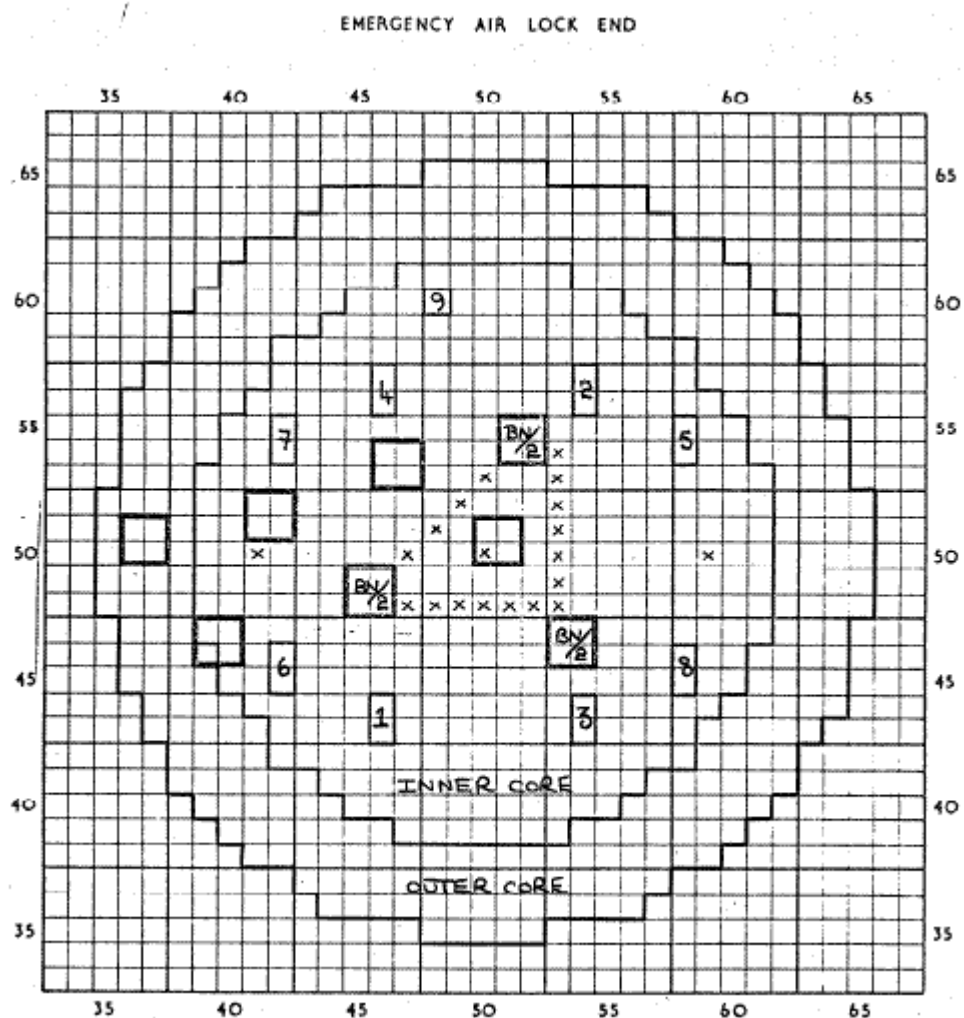 EMERGENCY AIR LOCK END
35 40 45 50 55 60 65
65 65
60 9 60
4 2
55 7 BN/2 5 55
x
x x
x x
x x
50 x x x x x 50
x
BN/2 x x x x x x x
BN/2
45 6 8 45
1 3
INNER CORE
40 40
OUTER CORE
35 35
35 40 45 50 55 60 65